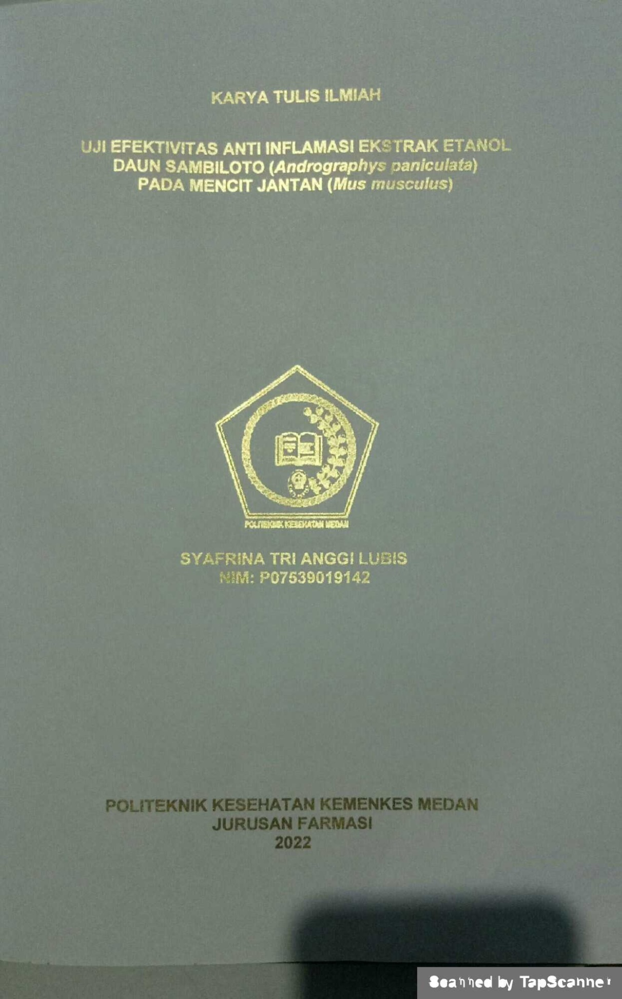 KARYA TULIS ILMIAH
UJI EFEKTIVITAS ANTI INFLAMASI EKSTRAK ETANOL
DAUN SAMBILOTO (Andrographys paniculata)
PADA MENCIT JANTAN (Mus musculus)
POLITEKNIK KESEHATAN MEDAN
SYAFRINA TRI ANGGI LUBIS
NIM: P07539019142
POLITEKNIK KESEHATAN KEMENKES MEDAN
JURUSAN FARMASI
2022
Scanned by TapScanner